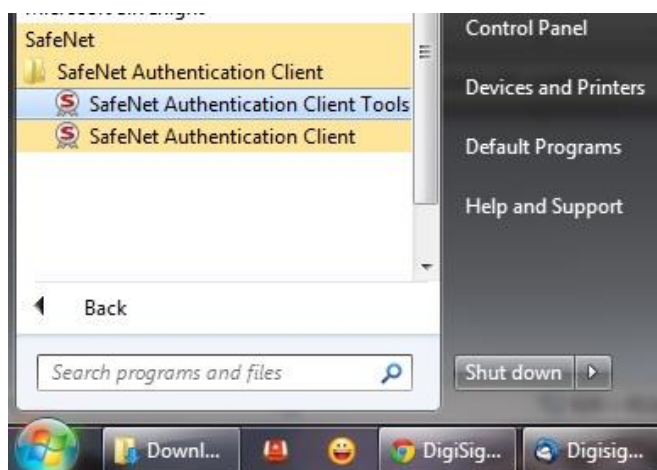 SafeNet
SafeNet Authentication Client
SafeNet Authentication Client Tools
SafeNet Authentication Client
Back
Search programs and files
Control Panel
Devices and Printers
Default Programs
Help and Support
Shut down
Downl...
DigiSig...
Digisig...